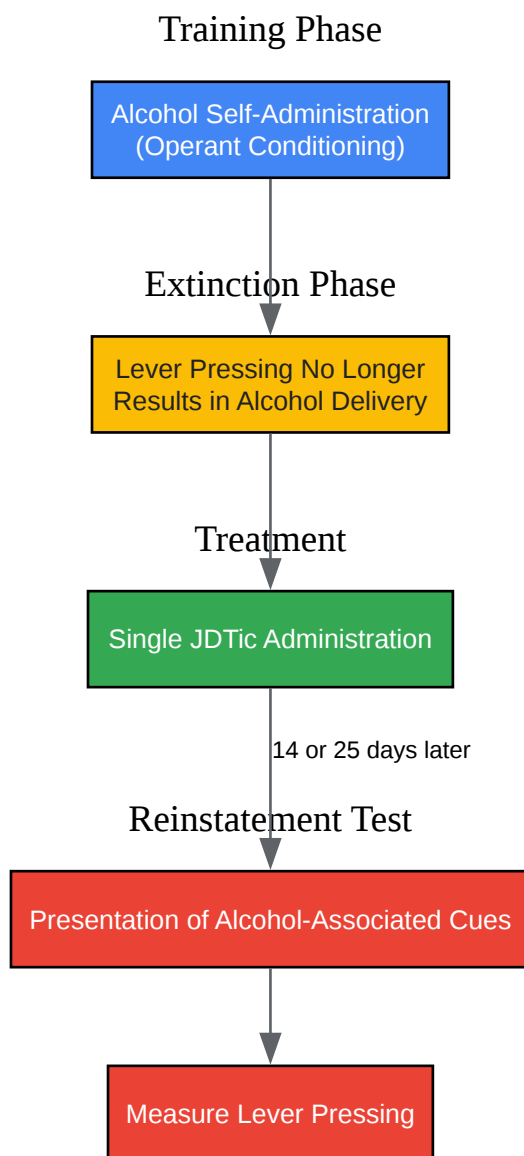 Training Phase
Alcohol Self-Administration
(Operant Conditioning)
Extinction Phase
Lever Pressing No Longer
Results in Alcohol Delivery
Treatment
Single JDTic Administration
14 or 25 days later
Reinstatement Test
Presentation of Alcohol-Associated Cues
Measure Lever Pressing